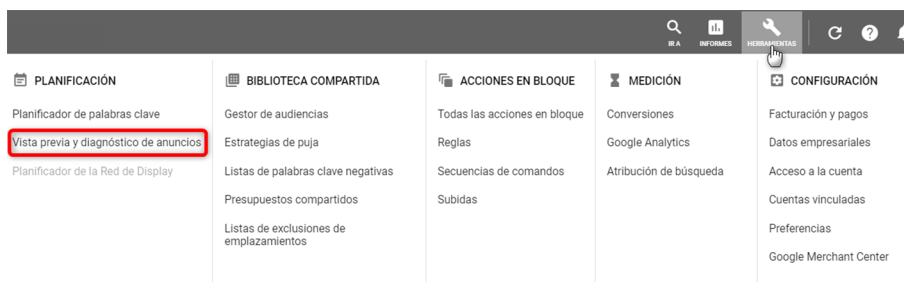 IR A
INFORMES
HERRAMIENTAS
PLANIFICACIÓN
Planificador de palabras clave
Vista previa y diagnóstico de anuncios
Planificador de la Red de Display
BIBLIOTECA COMPARTIDA
Gestor de audiencias
Estrategias de puja
Listas de palabras clave negativas
Presupuestos compartidos
Listas de exclusiones de
emplazamientos
ACCIONES EN BLOQUE
Todas las acciones en bloque
Reglas
Secuencias de comandos
Subidas
MEDICIÓN
Conversiones
Google Analytics
Atribución de búsqueda
CONFIGURACIÓN
Facturación y pagos
Datos empresariales
Acceso a la cuenta
Cuentas vinculadas
Preferencias
Google Merchant Center